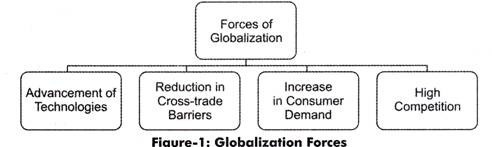 Forces of
Globalization
Advancement of
Technologies
Reduction in
Cross-trade
Barriers
Increase
in Consumer
Demand
High
Competition
Figure-1: Globalization Forces